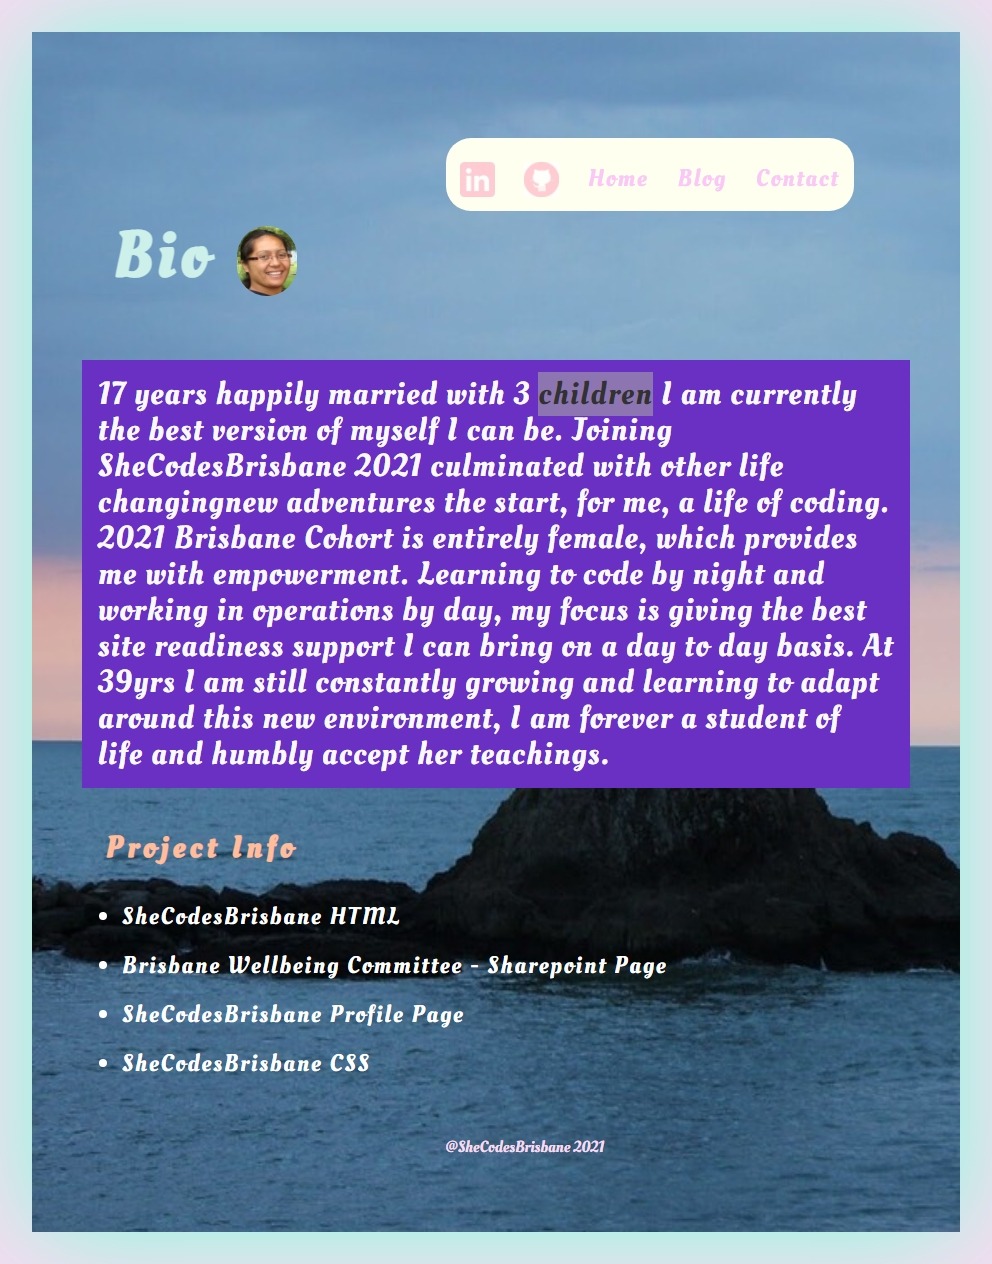 in
Home Blog Contact
Bio
17 years happily married with 3 children I am currently
the best version of myself I can be. Joining
SheCodesBrisbane 2021 culminated with other life
changingnew adventures the start, for me, a life of coding.
2021 Brisbane Cohort is entirely female, which provides
me with empowerment. Learning to code by night and
working in operations by day, my focus is giving the best
site readiness support I can bring on a day to day basis. At
39yrs I am still constantly growing and learning to adapt
around this new environment, I am forever a student of
life and humbly accept her teachings.
Project Info
• SheCodesBrisbane HTML
• Brisbane Wellbeing Committee - Sharepoint Page
• SheCodesBrisbane Profile Page
• SheCodesBrisbane CSS
@SheCodesBrisbane 2021